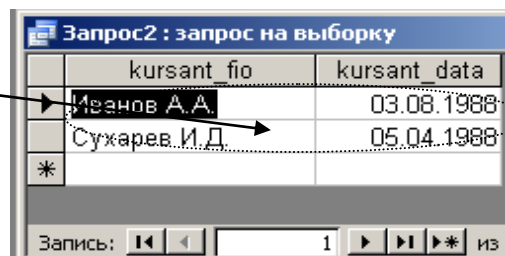 Запрос2 : запрос на выборку
kursant_fio kursant_data
Иванов А.А. 03.08.1988
Сухарев И.Д. 05.04.1988
Запись: 1 из